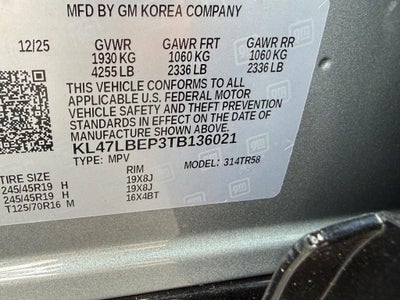 MFD BY GM KOREA COMPANY
12/25 GVWR GAWR FRT GAWR RR
1930 KG 1060 KG 1060 KG
4255 LB 2336 LB 2336 LB
THIS VEHICLE CONFORMS TO ALL
APPLICABLE U.S. FEDERAL MOTOR
VEHICLE SAFETY AND BUMPER
STANDARDS IN EFFECT ON THE DATE OF
MANUFACTURE SHOWN ABOVE.
KL47LBEP3TB136021
TYPE: MPV MODEL: 314TR58
TIRE SIZE RIM
245/45R19 H 19X8J
245/45R19 H 19X8J
T125/70R16 M 16X4BT